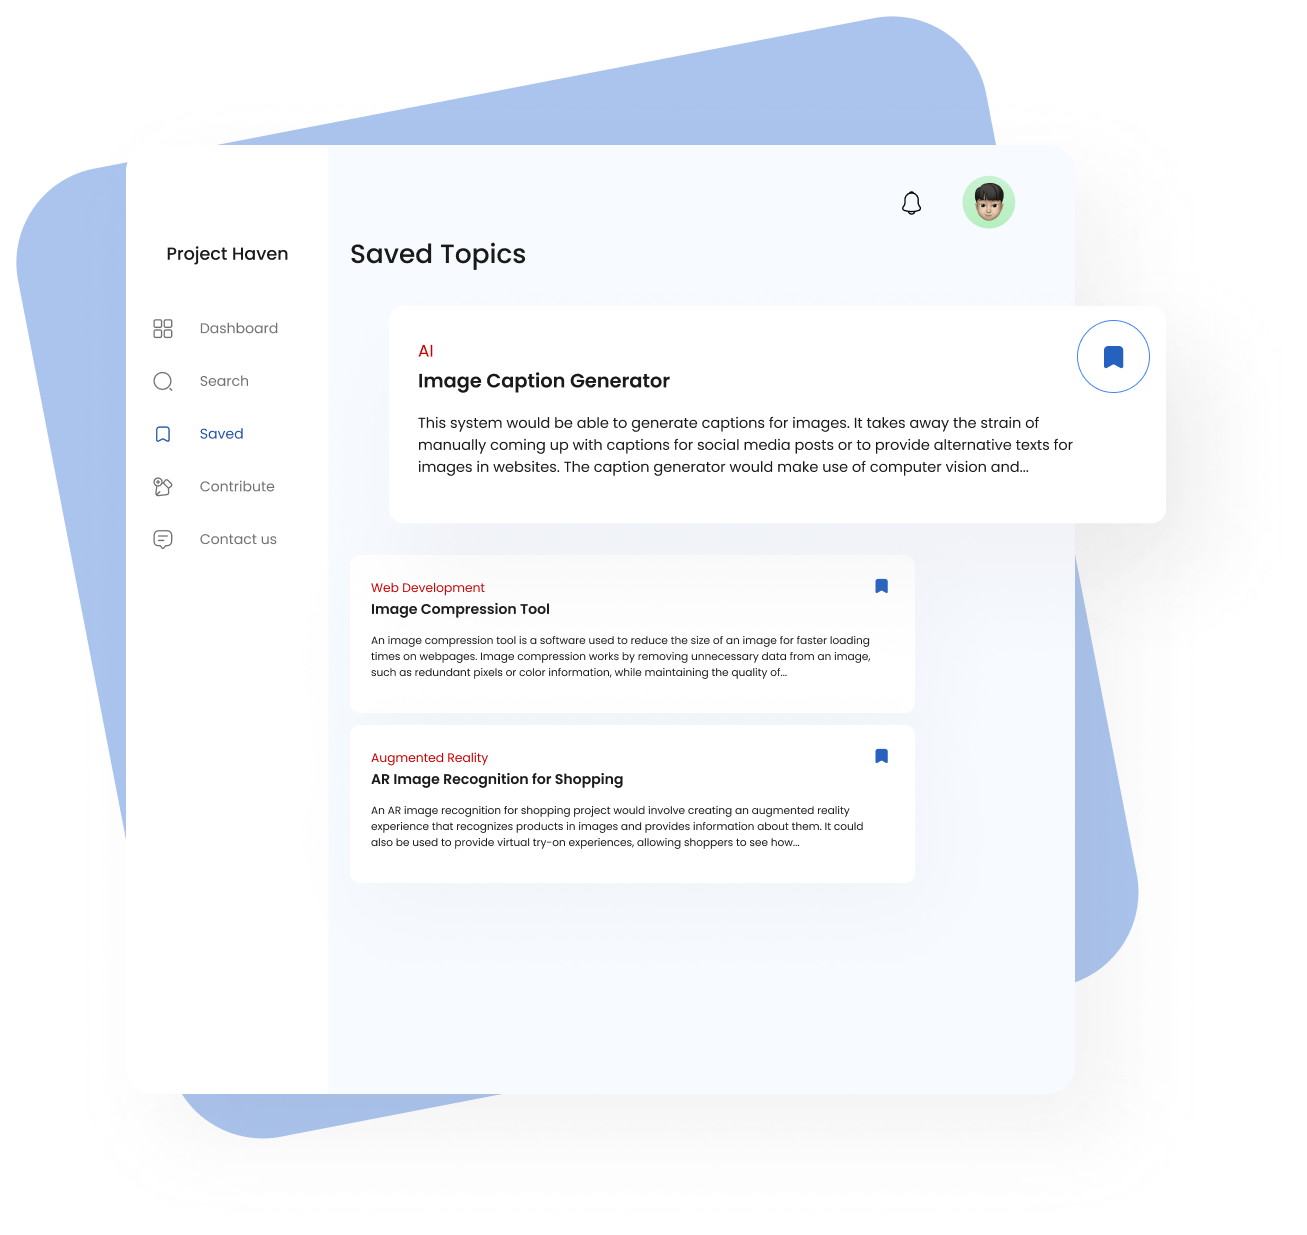 Project Haven
Dashboard
Search
Saved
Contribute
Contact us
Saved Topics
AI
Image Caption Generator
This system would be able to generate captions for images. It takes away the strain of
manually coming up with captions for social media posts or to provide alternative texts for
images in websites. The caption generator would make use of computer vision and...
Web Development
Image Compression Tool
An image compression tool is a software used to reduce the size of an image for faster loading
times on webpages. Image compression works by removing unnecessary data from an image,
such as redundant pixels or color information, while maintaining the quality of...
Augmented Reality
AR Image Recognition for Shopping
An AR image recognition for shopping project would involve creating an augmented reality
experience that recognizes products in images and provides information about them. It could
also be used to provide virtual try-on experiences, allowing shoppers to see how...